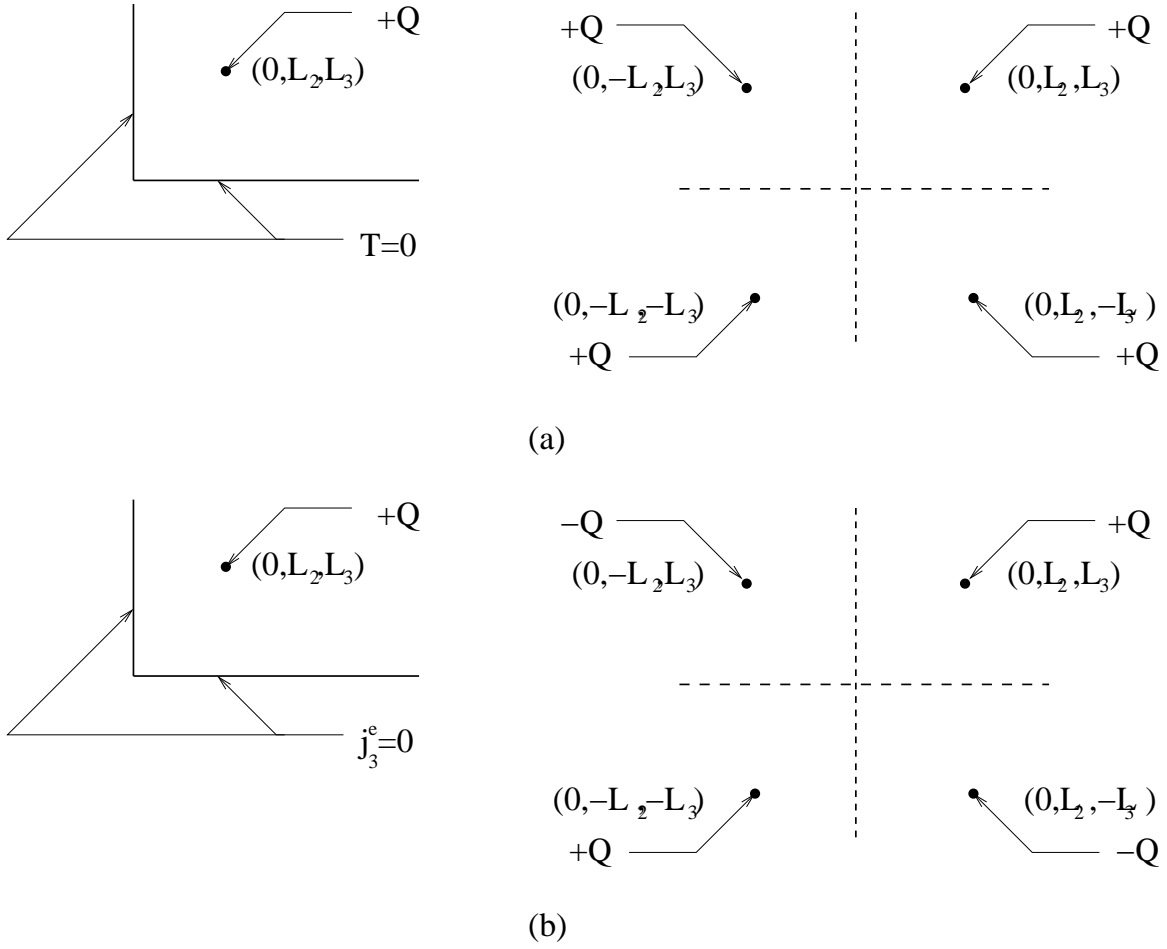 +Q
(0,L₂,L₃)
T=0
+Q
(0,−L₂,L₃)
+Q
(0,L₂,L₃)
(0,−L₂,−L₃)
+Q
(0,L₂,−L₃)
+Q
(a)
+Q
(0,L₂,L₃)
j₃ᵉ=0
−Q
(0,−L₂,L₃)
+Q
(0,L₂,L₃)
(0,−L₂,−L₃)
+Q
(0,L₂,−L₃)
−Q
(b)